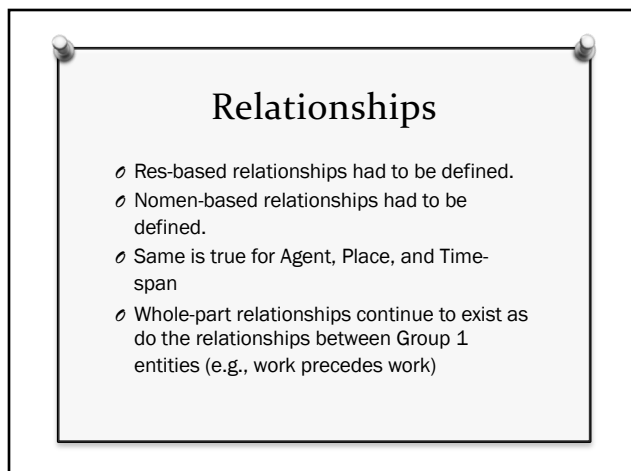 Relationships
Res-based relationships had to be defined.
Nomen-based relationships had to be
defined.
Same is true for Agent, Place, and Time-
span
Whole-part relationships continue to exist as
do the relationships between Group 1
entities (e.g., work precedes work)